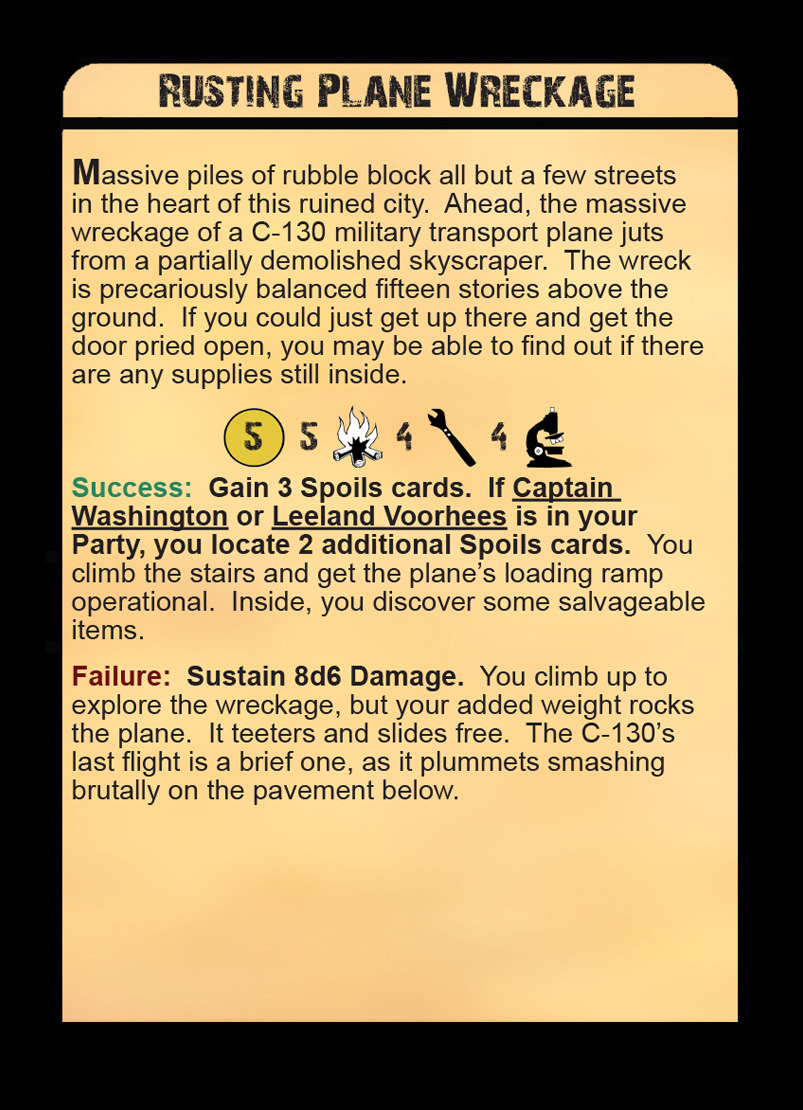 Rusting Plane Wreckage
Massive piles of rubble block all but a few streets
in the heart of this ruined city.  Ahead, the massive
wreckage of a C-130 military transport plane juts
from a partially demolished skyscraper.  The wreck
is precariously balanced fifteen stories above the
ground.  If you could just get up there and get the
door pried open, you may be able to find out if there
are any supplies still inside.
5 5 4 4
Success:  Gain 3 Spoils cards.  If Captain
Washington or Leeland Voorhees is in your
Party, you locate 2 additional Spoils cards.  You
climb the stairs and get the plane’s loading ramp
operational.  Inside, you discover some salvageable
items.
Failure:  Sustain 8d6 Damage.  You climb up to
explore the wreckage, but your added weight rocks
the plane.  It teeters and slides free.  The C-130’s
last flight is a brief one, as it plummets smashing
brutally on the pavement below.